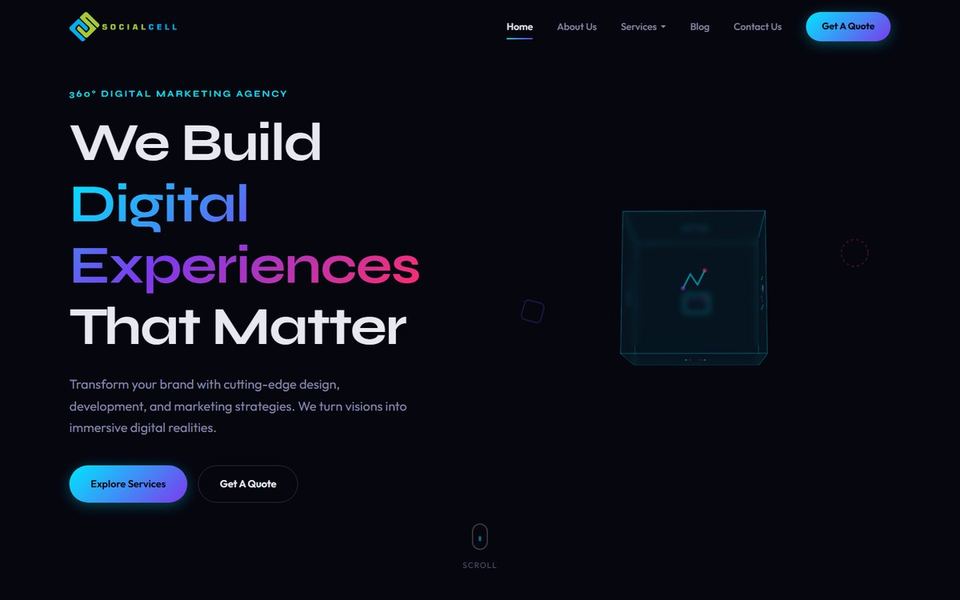 SOCIALCELL
Home
About Us
Services
Blog
Contact Us
Get A Quote
360° DIGITAL MARKETING AGENCY
We Build
Digital
Experiences
That Matter
Transform your brand with cutting-edge design,
development, and marketing strategies. We turn visions into
immersive digital realities.
Explore Services
Get A Quote
SCROLL